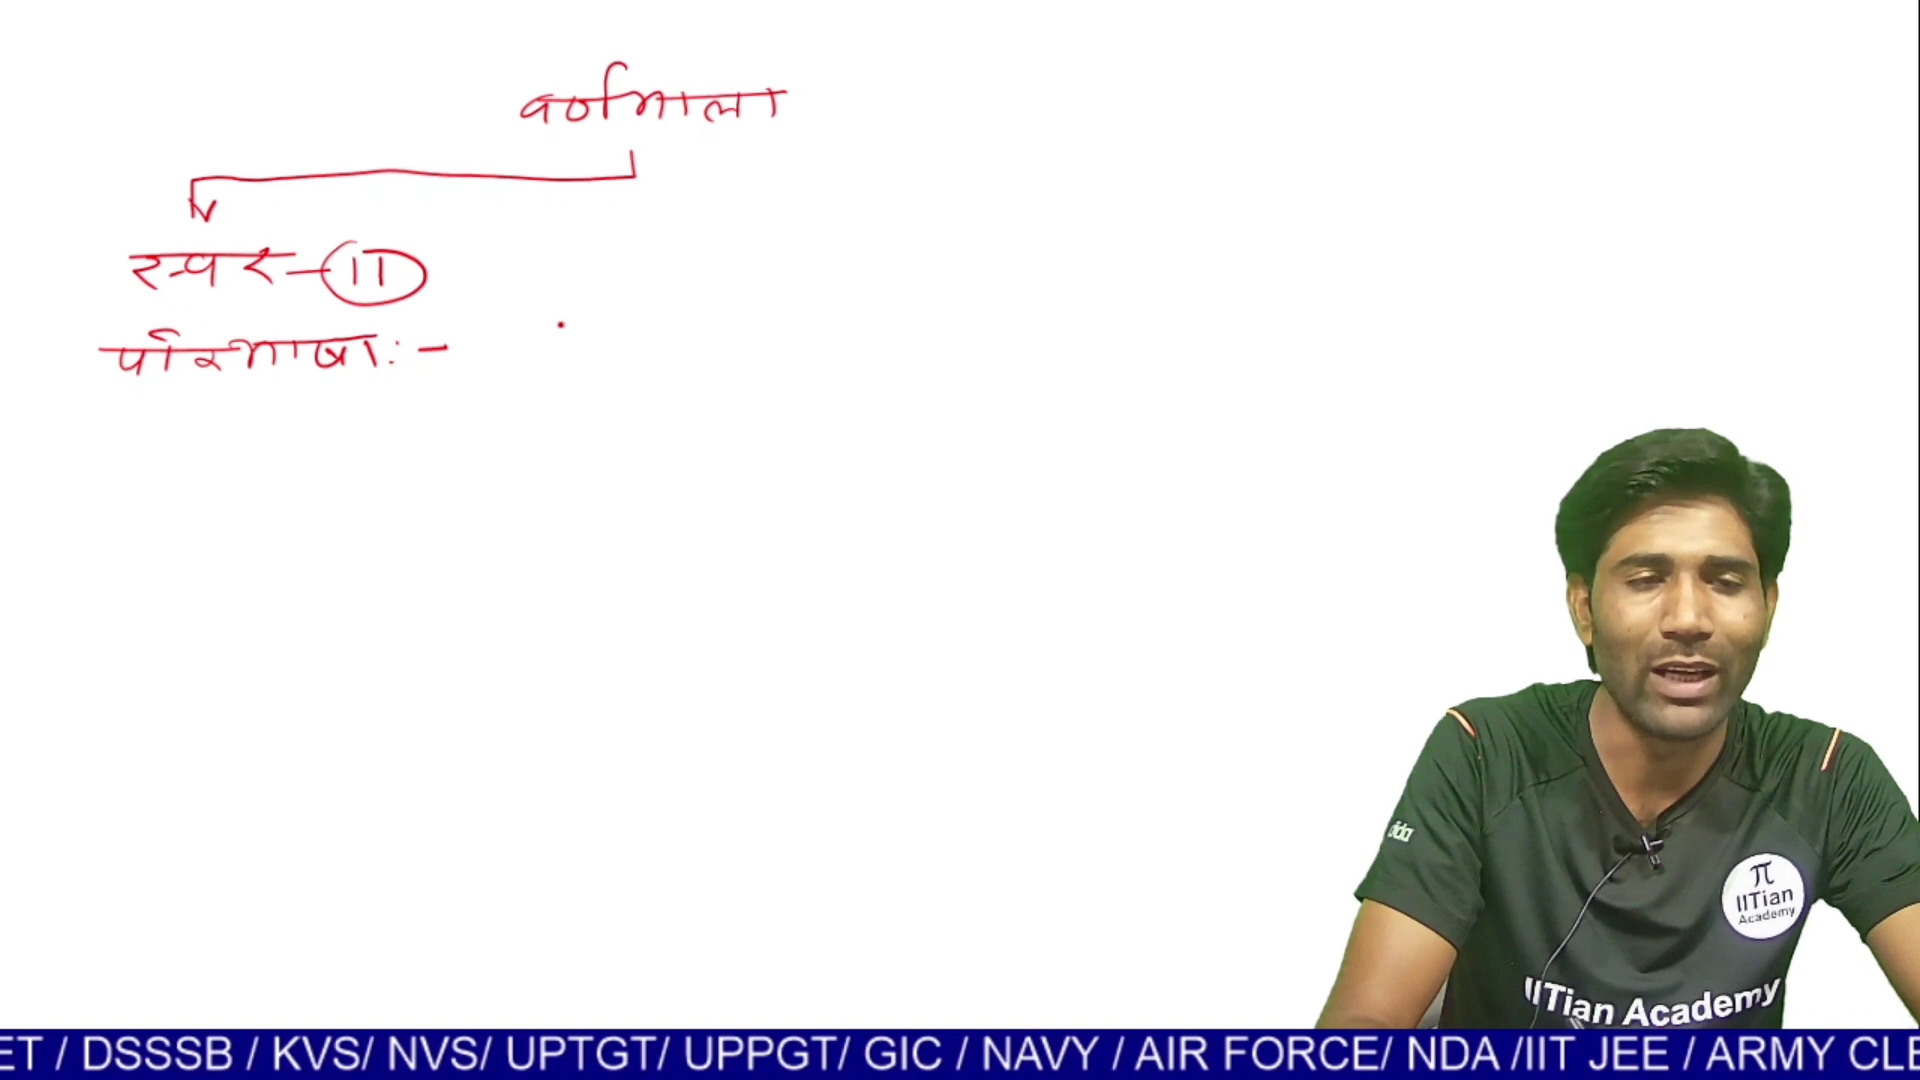 वर्णमाला
स्वर - 11
परिभाषा :-
dida
π
IITian
Academy
IITian Academy
ET / DSSSB / KVS/ NVS/ UPTGT/ UPPGT/ GIC / NAVY / AIR FORCE/ NDA /IIT JEE / ARMY CLE